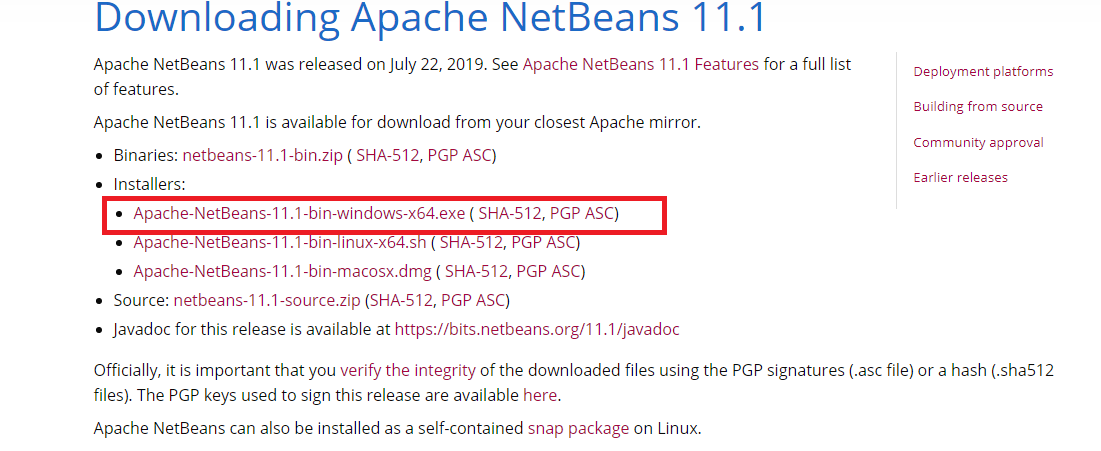 Downloading Apache NetBeans 11.1
Apache NetBeans 11.1 was released on July 22, 2019. See Apache NetBeans 11.1 Features for a full list
of features.
Apache NetBeans 11.1 is available for download from your closest Apache mirror.
• Binaries: netbeans-11.1-bin.zip ( SHA-512, PGP ASC)
• Installers:
• Apache-NetBeans-11.1-bin-windows-x64.exe ( SHA-512, PGP ASC)
• Apache-NetBeans-11.1-bin-linux-x64.sh ( SHA-512, PGP ASC)
• Apache-NetBeans-11.1-bin-macosx.dmg ( SHA-512, PGP ASC)
• Source: netbeans-11.1-source.zip (SHA-512, PGP ASC)
• Javadoc for this release is available at https://bits.netbeans.org/11.1/javadoc
Officially, it is important that you verify the integrity of the downloaded files using the PGP signatures (.asc file) or a hash (.sha512
files). The PGP keys used to sign this release are available here.
Apache NetBeans can also be installed as a self-contained snap package on Linux.
Deployment platforms
Building from source
Community approval
Earlier releases